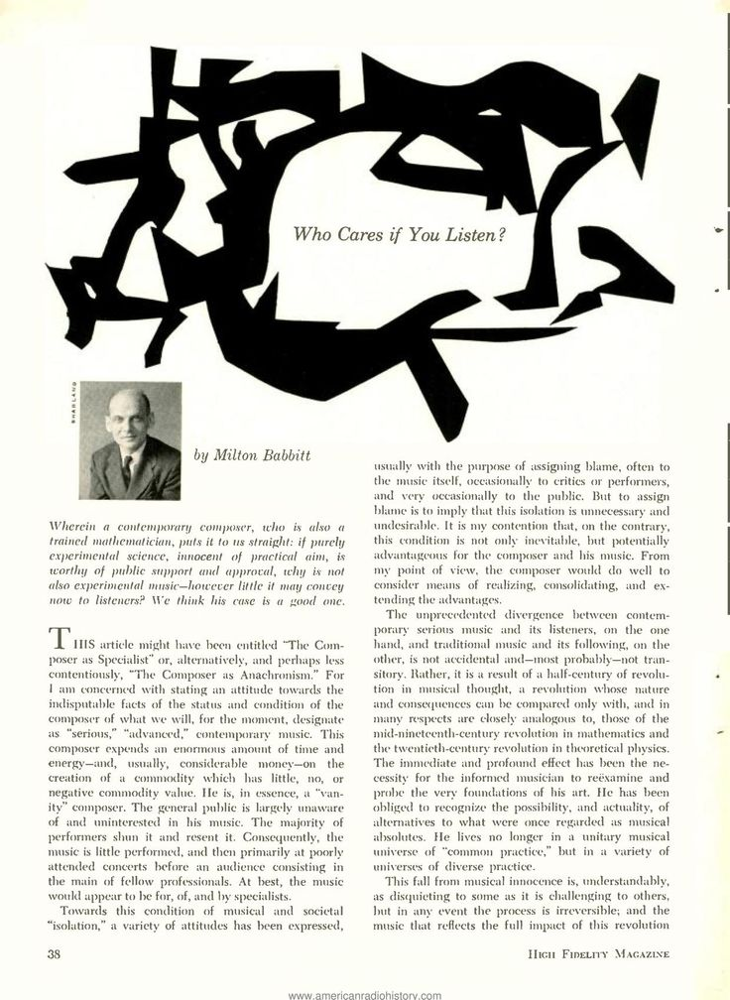 Who Cares if You Listen?
SHARLAND
by Milton Babbitt
Wherein a contemporary composer, who is also a
trained mathematician, puts it to us straight: if purely
experimental science, innocent of practical aim, is
worthy of public support and approval, why is not
also experimental music—however little it may convey
now to listeners? We think his case is a good one.
THIS article might have been entitled "The Com-
poser as Specialist" or, alternatively, and perhaps less
contentiously, "The Composer as Anachronism." For
I am concerned with stating an attitude towards the
indisputable facts of the status and condition of the
composer of what we will, for the moment, designate
as "serious," "advanced," contemporary music. This
composer expends an enormous amount of time and
energy—and, usually, considerable money—on the
creation of a commodity which has little, no, or
negative commodity value. He is, in essence, a "van-
ity" composer. The general public is largely unaware
of and uninterested in his music. The majority of
performers shun it and resent it. Consequently, the
music is little performed, and then primarily at poorly
attended concerts before an audience consisting in
the main of fellow professionals. At best, the music
would appear to be for, of, and by specialists.
Towards this condition of musical and societal
"isolation," a variety of attitudes has been expressed,
usually with the purpose of assigning blame, often to
the music itself, occasionally to critics or performers,
and very occasionally to the public. But to assign
blame is to imply that this isolation is unnecessary and
undesirable. It is my contention that, on the contrary,
this condition is not only inevitable, but potentially
advantageous for the composer and his music. From
my point of view, the composer would do well to
consider means of realizing, consolidating, and ex-
tending the advantages.
The unprecedented divergence between contem-
porary serious music and its listeners, on the one
hand, and traditional music and its following, on the
other, is not accidental and—most probably—not tran-
sitory. Rather, it is a result of a half-century of revolu-
tion in musical thought, a revolution whose nature
and consequences can be compared only with, and in
many respects are closely analogous to, those of the
mid-nineteenth-century revolution in mathematics and
the twentieth-century revolution in theoretical physics.
The immediate and profound effect has been the ne-
cessity for the informed musician to reëxamine and
probe the very foundations of his art. He has been
obliged to recognize the possibility, and actuality, of
alternatives to what were once regarded as musical
absolutes. He lives no longer in a unitary musical
universe of "common practice," but in a variety of
universes of diverse practice.
This fall from musical innocence is, understandably,
as disquieting to some as it is challenging to others,
but in any event the process is irreversible; and the
music that reflects the full impact of this revolution
38
HIGH FIDELITY MAGAZINE
www.americanradiohistory.com